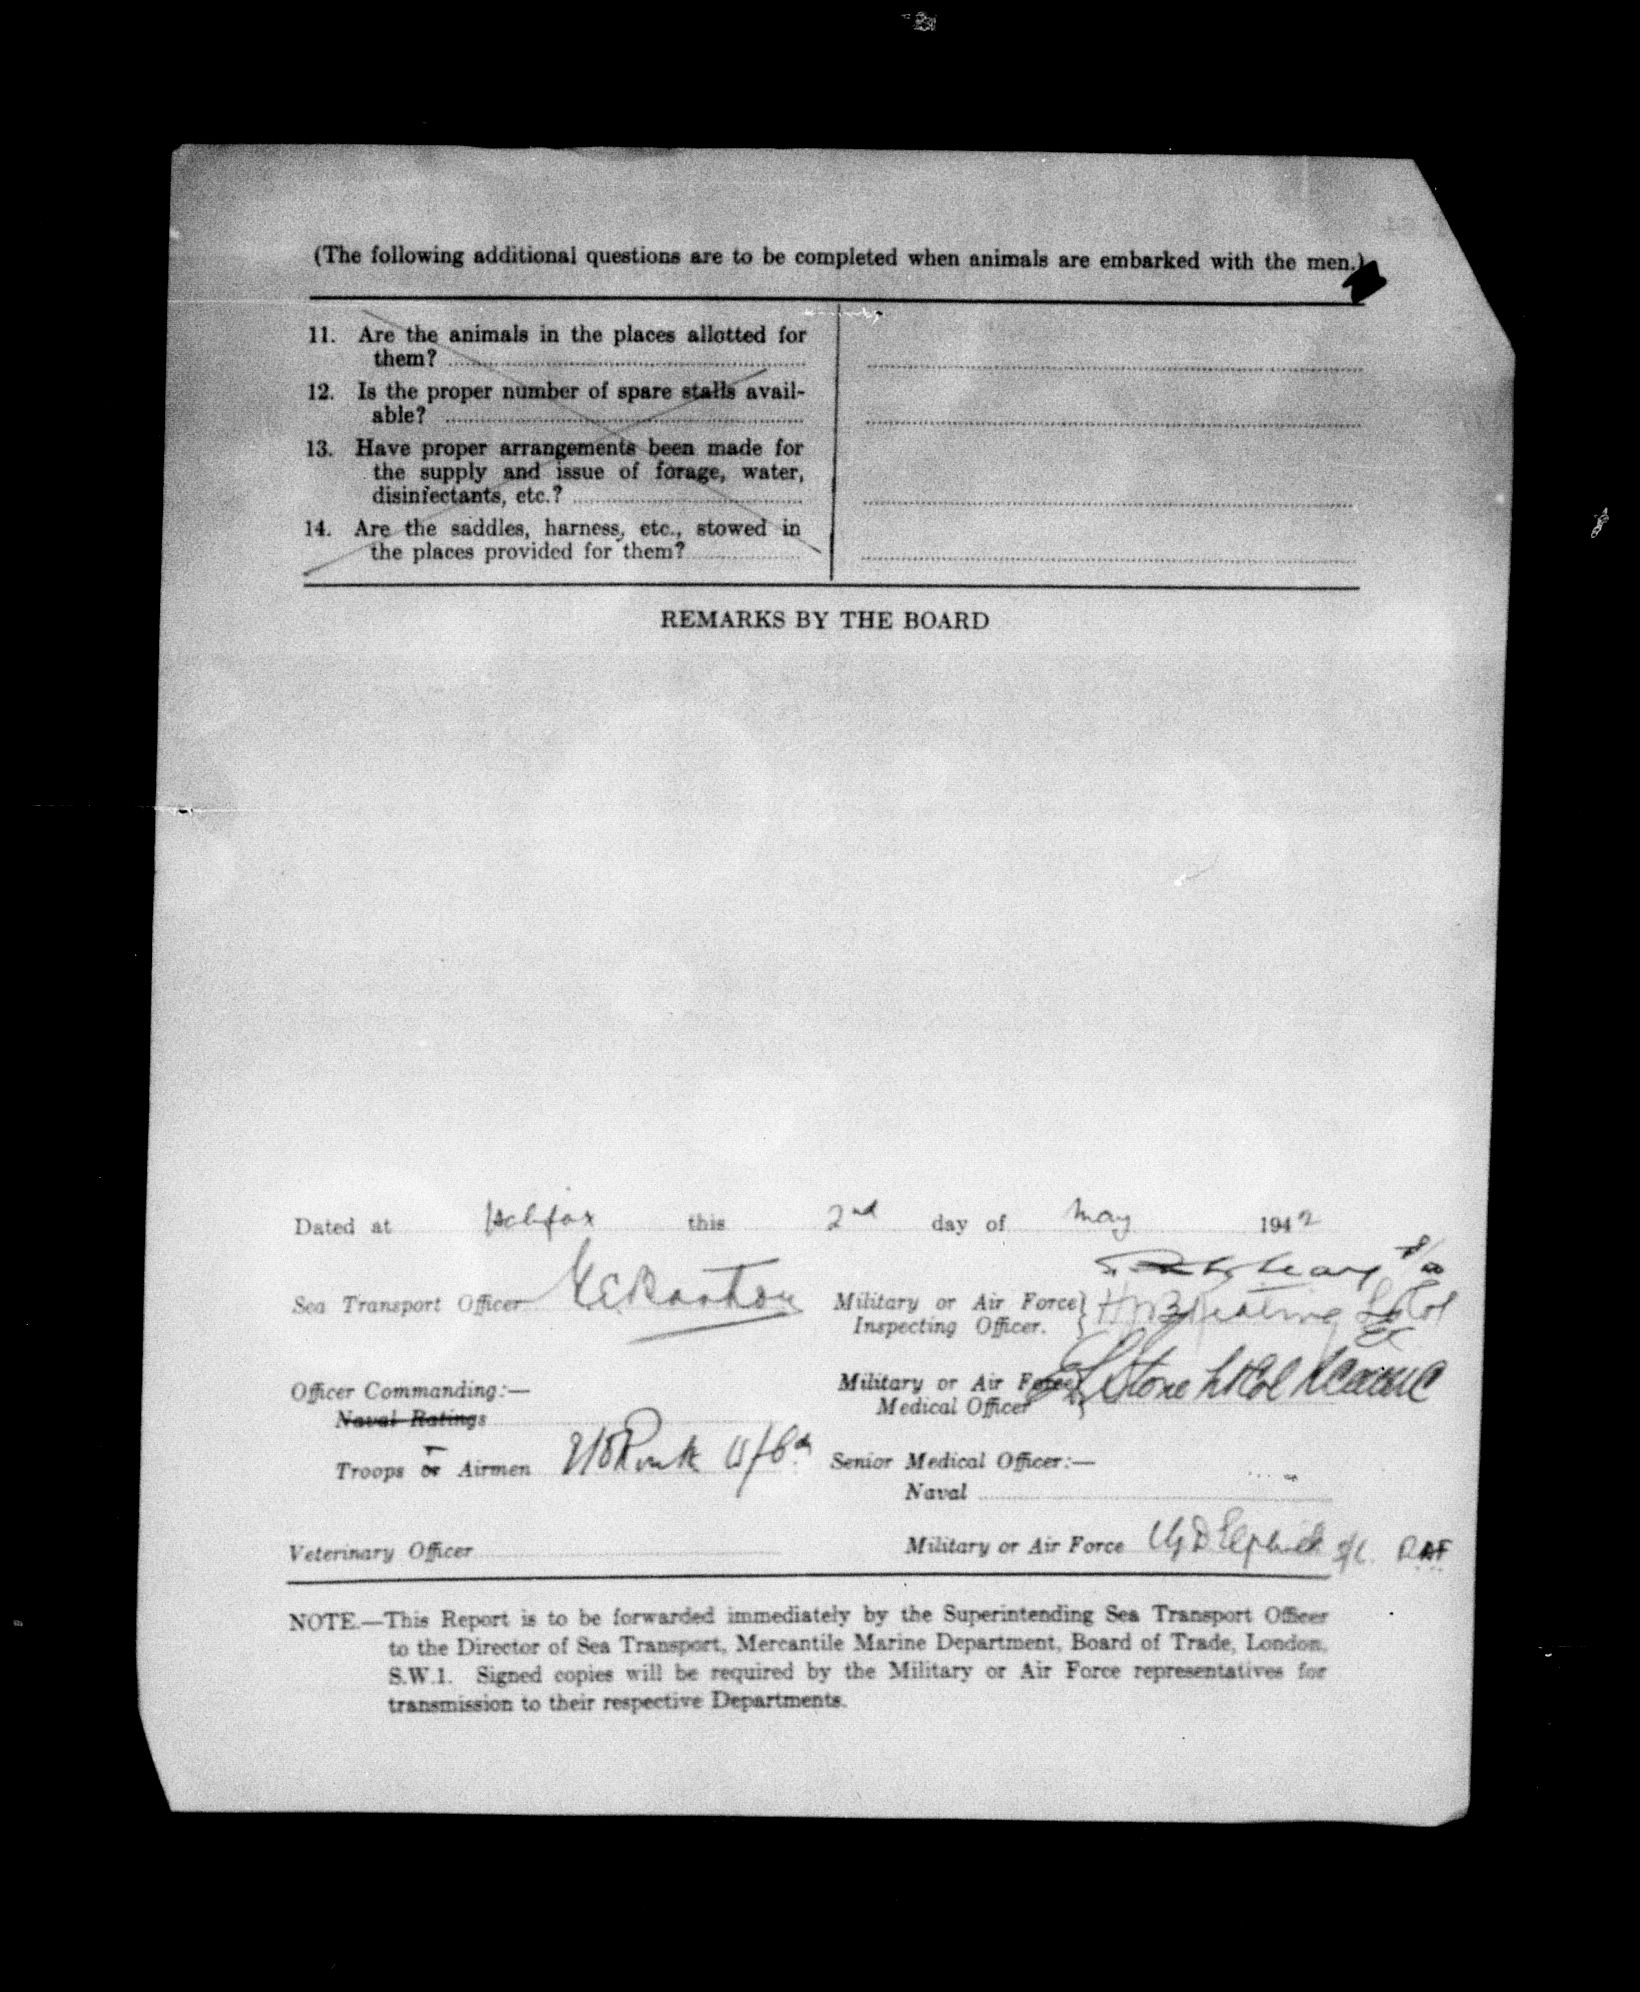 (The following additional questions are to be completed when animals are embarked with the men.)
11. Are the animals in the places allotted for
them?
12. Is the proper number of spare stalls avail-
able?
13. Have proper arrangements been made for
the supply and issue of forage, water,
disinfectants, etc.?
14. Are the saddles, harness, etc., stowed in
the places provided for them?
REMARKS BY THE BOARD
Dated at Halifax this 2nd day of May 1942
Sea Transport Officer
Military or Air Force
Inspecting Officer. Lt Col
Officer Commanding:—
Naval Ratings
Military or Air Force Stone Lt Col RCAMC
Medical Officer
Troops or Airmen
Senior Medical Officer:—
Naval
Veterinary Officer
Military or Air Force RAF
NOTE.—This Report is to be forwarded immediately by the Superintending Sea Transport Officer
to the Director of Sea Transport, Mercantile Marine Department, Board of Trade, London,
S.W.1. Signed copies will be required by the Military or Air Force representatives for
transmission to their respective Departments.